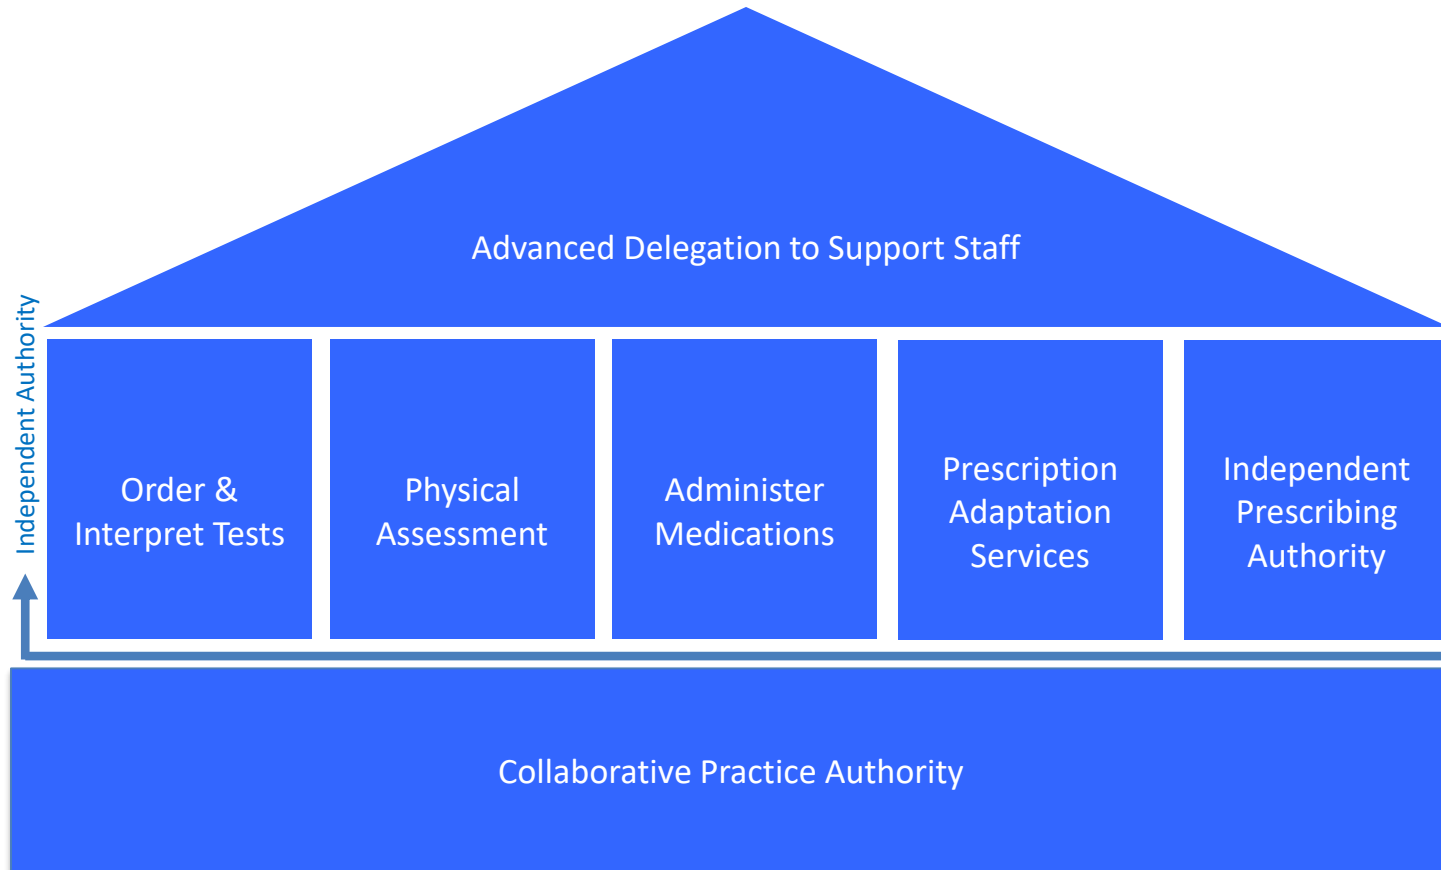 Advanced Delegation to Support Staff
Independent Authority
Order &
Interpret Tests
Physical
Assessment
Administer
Medications
Prescription
Adaptation
Services
Independent
Prescribing
Authority
Collaborative Practice Authority